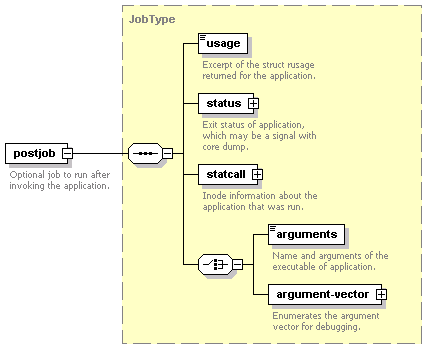 JobType
usage
Excerpt of the struct rusage
returned for the application.
status
Exit status of application,
which may be a signal with
core dump.
postjob
Optional job to run after
invoking the application.
statcall
Inode information about the
application that was run.
arguments
Name and arguments of the
executable of application.
argument-vector
Enumerates the argument
vector for debugging.